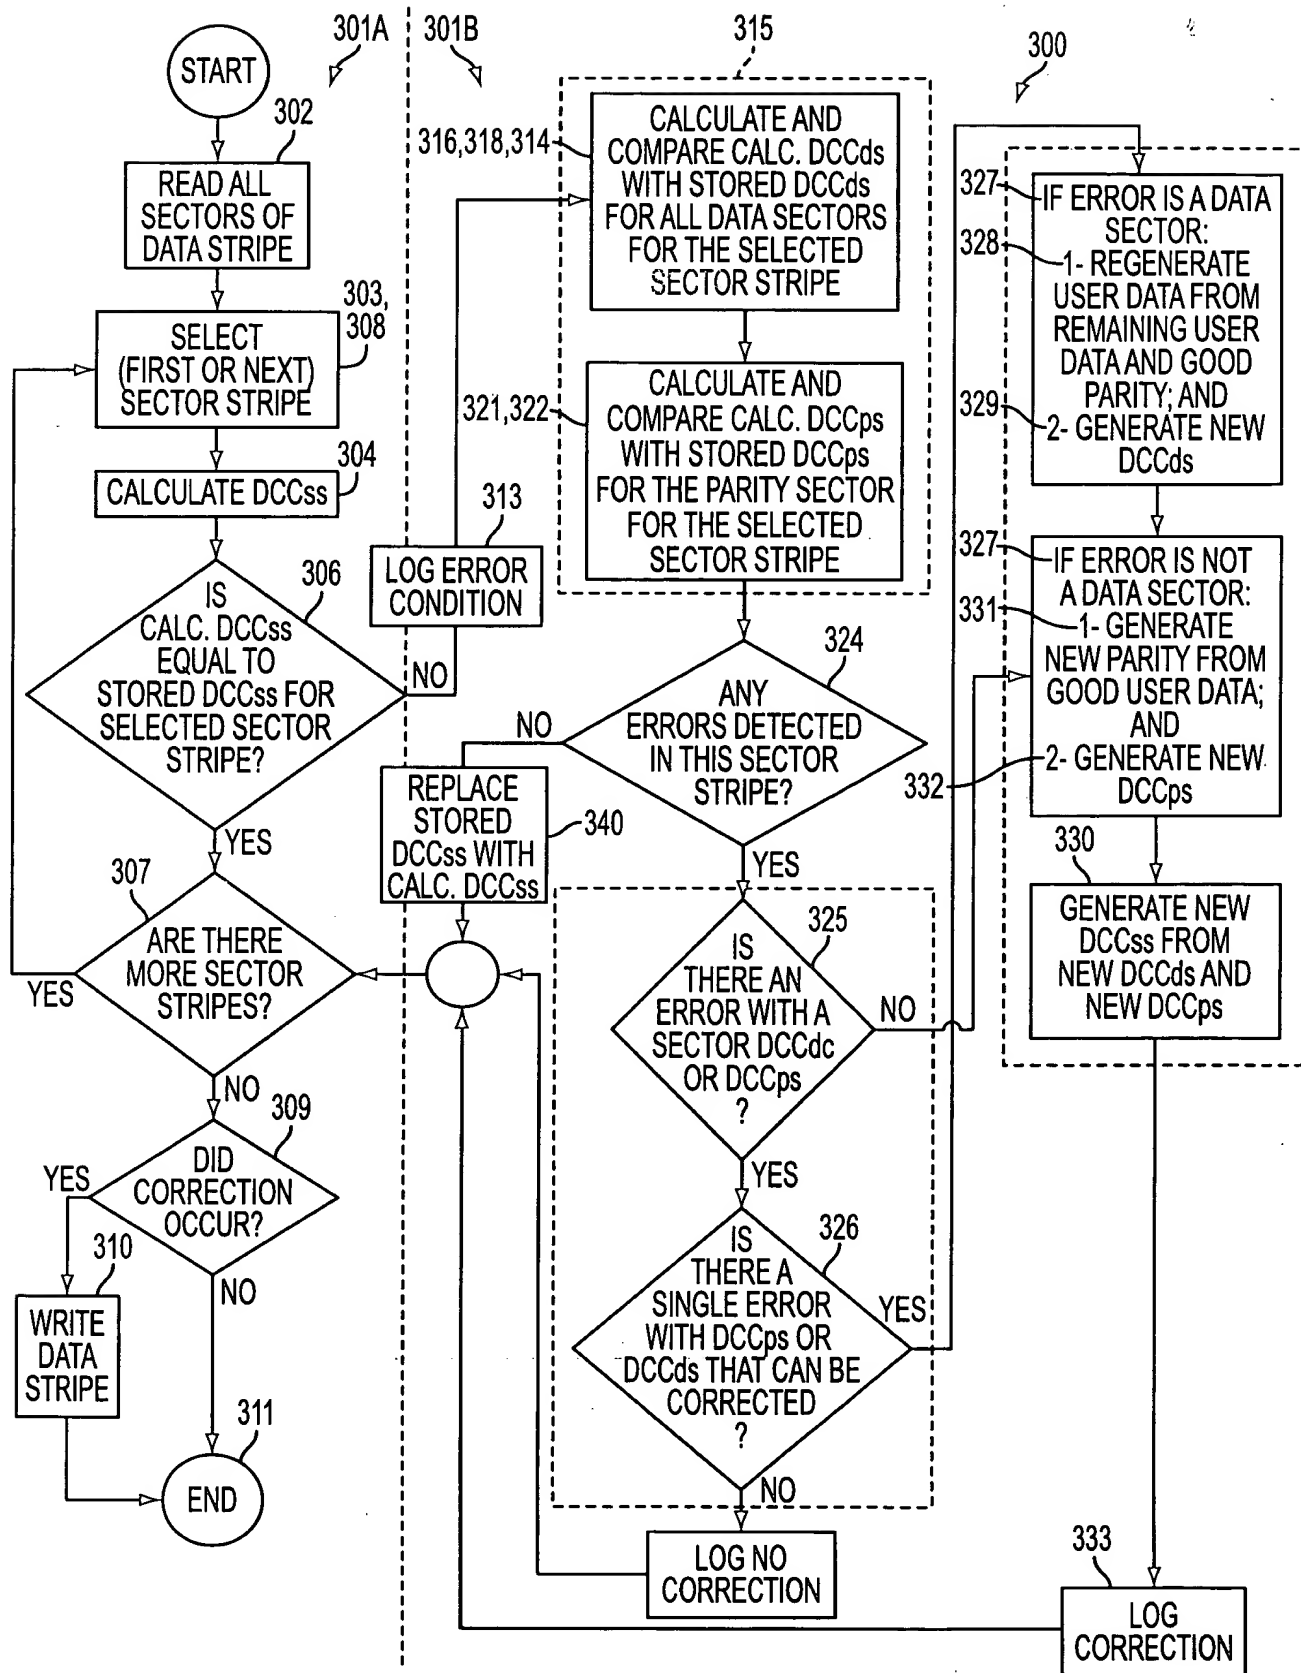 301A
START
302
READ ALL
SECTORS OF
DATA STRIPE
303,
308
SELECT
(FIRST OR NEXT)
SECTOR STRIPE
304
CALCULATE DCCss
306
IS
CALC. DCCss
EQUAL TO
STORED DCCss FOR
SELECTED SECTOR
STRIPE?
NO
YES
307
ARE THERE
MORE SECTOR
STRIPES?
YES
NO
309
DID
CORRECTION
OCCUR?
YES
NO
310
WRITE
DATA
STRIPE
311
END
301B
313
LOG ERROR
CONDITION
315
316,318,314
CALCULATE AND
COMPARE CALC. DCCds
WITH STORED DCCds
FOR ALL DATA SECTORS
FOR THE SELECTED
SECTOR STRIPE
321,322
CALCULATE AND
COMPARE CALC. DCCps
WITH STORED DCCps
FOR THE PARITY SECTOR
FOR THE SELECTED
SECTOR STRIPE
324
ANY
ERRORS DETECTED
IN THIS SECTOR
STRIPE?
NO
YES
REPLACE
STORED
DCCss WITH
CALC. DCCss
340
325
IS
THERE AN
ERROR WITH A
SECTOR DCCdc
OR DCCps
?
NO
YES
326
IS
THERE A
SINGLE ERROR
WITH DCCps OR
DCCds THAT CAN BE
CORRECTED
?
YES
NO
LOG NO
CORRECTION
300
327
IF ERROR IS A DATA
SECTOR:
328
1- REGENERATE
USER DATA FROM
REMAINING USER
DATA AND GOOD
PARITY; AND
329
2- GENERATE NEW
DCCds
327
IF ERROR IS NOT
A DATA SECTOR:
331
1- GENERATE
NEW PARITY FROM
GOOD USER DATA;
AND
332
2- GENERATE NEW
DCCps
330
GENERATE NEW
DCCss FROM
NEW DCCds AND
NEW DCCps
333
LOG
CORRECTION